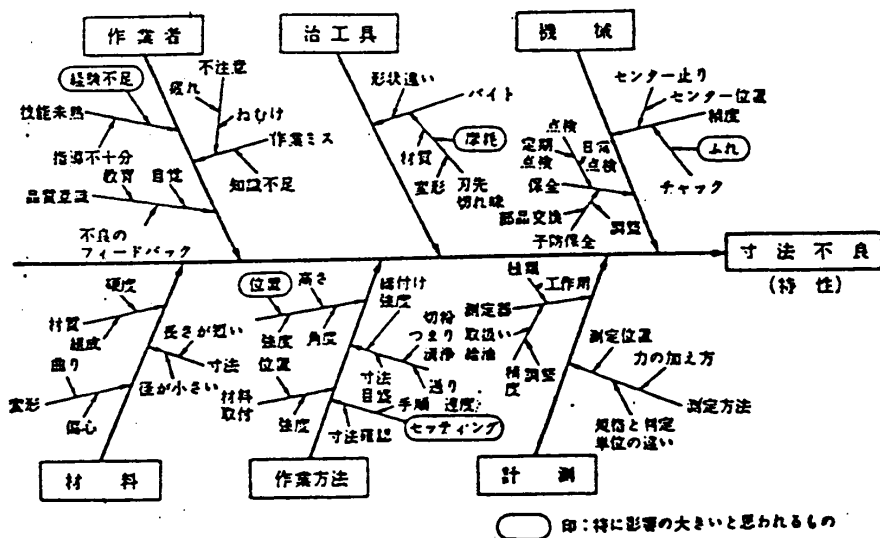 作業者
治工具
機械
経験不足
不注意
疲れ
ねむけ
作業ミス
知識不足
技能未熟
指導不十分
教育
自覚
品質意識
不良の
フィードバック
形状違い
バイト
摩耗
材質
変形
刃先
切れ味
センター止り
センター位置
精度
ふれ
チャック
点検
定期
点検
日常
点検
保全
部品交換
予防保全
調整
寸法不良
(特性)
硬度
材質
組成
長さが短い
寸法
径が小さい
曲り
変形
偏心
位置
高さ
締付け
強度
強度
角度
切粉
つまり
洗浄
位置
材料
取付
強度
寸法
目盛
送り
手順
速度
セッティング
寸法確認
種類
工作用
測定器
取扱い
給油
精度
調整
測定位置
力の加え方
測定方法
規格と判定
単位の違い
材料
作業方法
計測
印:特に影響の大きいと思われるもの